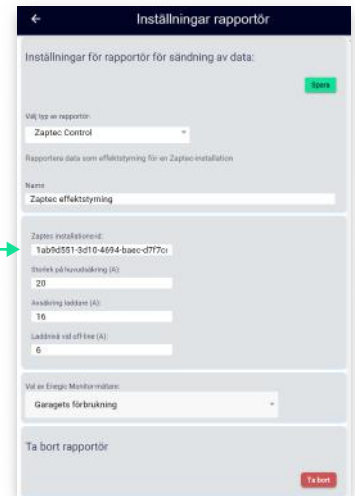 Inställningar rapportör
Inställningar för rapportör för sändning av data:
Spara
Välj typ av rapportör:
Zaptec Control
Rapportera data som effektstyrning för en Zaptec-installation
Name
Zaptec effektstyrning
Zaptec installations-id:
1ab9d551-3d10-4694-baec-d7f7c
Storlek på huvudsäkring (A):
20
Avsäkring laddare (A):
16
Laddnivå vid off-line (A):
6
Val av Enegic Monitor-mätare:
Garagets förbrukning
Ta bort rapportör
Ta bort